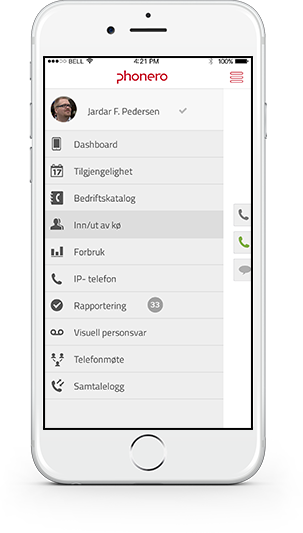 BELL 4:21 PM 100%
phonero
Jardar F. Pedersen
Dashboard
17 Tilgjengelighet
Bedriftskatalog
Inn/ut av kø
Forbruk
IP- telefon
Rapportering 33
Visuell personsvar
Telefonmøte
Samtalelogg